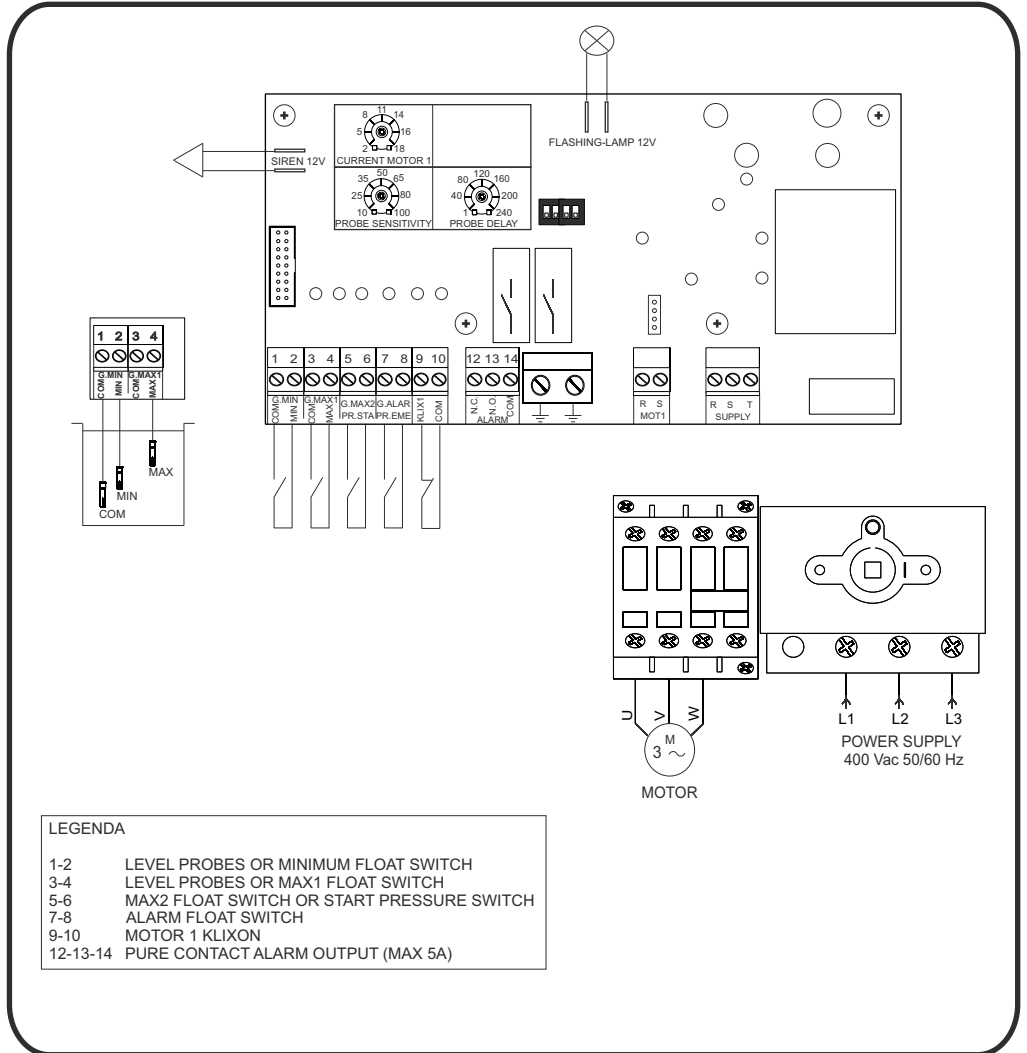 FLASHING-LAMP 12V
SIREN 12V
2 5 8 11 14 16 18
CURRENT MOTOR 1
10 25 35 50 65 80 100
PROBE SENSITIVITY
1 40 80 120 160 200 240
PROBE DELAY
1 2 3 4
G.MIN G.MAX1
COM MIN COM MAX1
MAX
MIN
COM
1 2 3 4 5 6 7 8 9 10 12 13 14
G.MIN G.MAX1 G.MAX2 G.ALAR
COM MIN COM MAX1 PR.STA PR.EME KLIX1 COM
N.C. N.O. COM
ALARM
R S
MOT1
R S T
SUPPLY
U V W
M
3 ~
MOTOR
L1 L2 L3
POWER SUPPLY
400 Vac 50/60 Hz
LEGENDA
1-2 LEVEL PROBES OR MINIMUM FLOAT SWITCH
3-4 LEVEL PROBES OR MAX1 FLOAT SWITCH
5-6 MAX2 FLOAT SWITCH OR START PRESSURE SWITCH
7-8 ALARM FLOAT SWITCH
9-10 MOTOR 1 KLIXON
12-13-14 PURE CONTACT ALARM OUTPUT (MAX 5A)